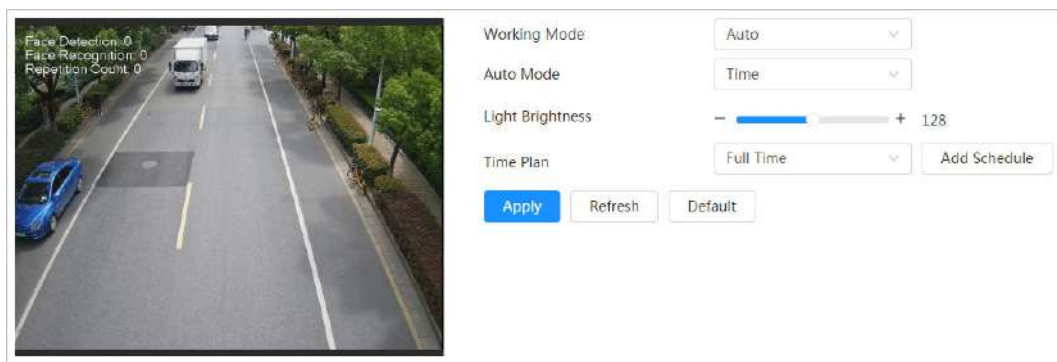 Face Detection: 0
Face Recognition: 0
Repetition Count: 0
Working Mode Auto
Auto Mode Time
Light Brightness − + 128
Time Plan Full Time Add Schedule
Apply Refresh Default